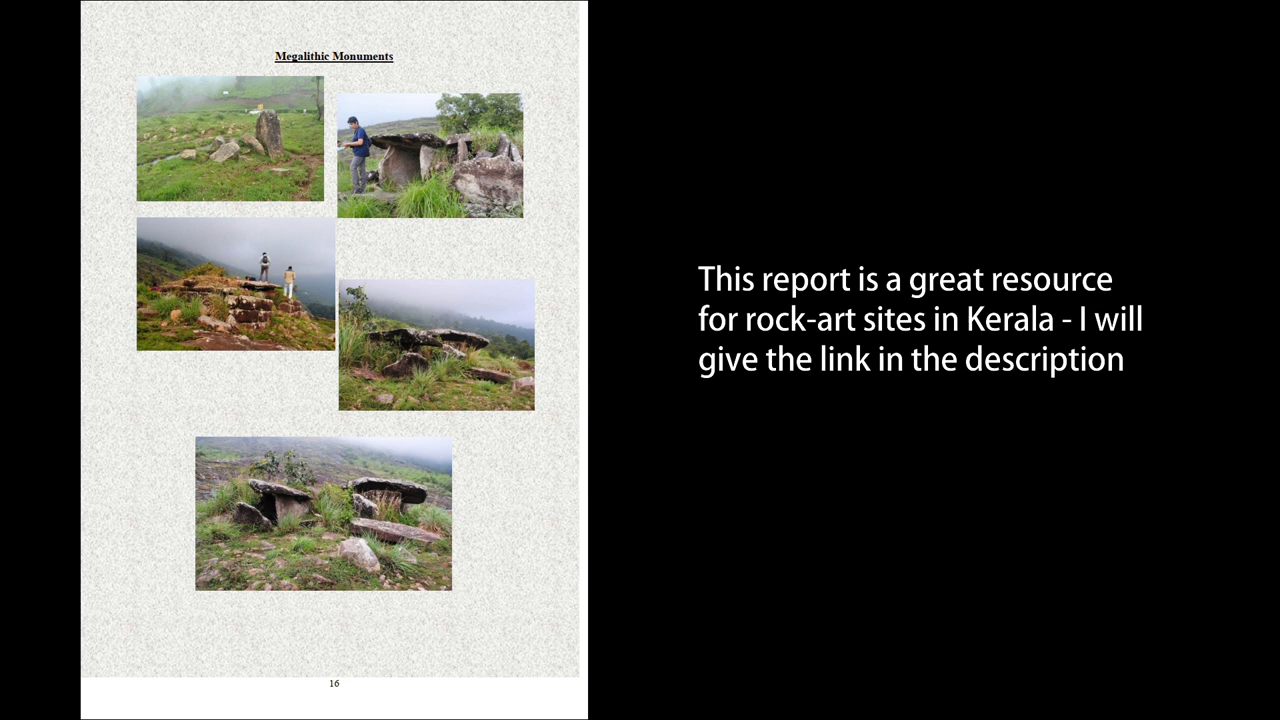 Megalithic Monuments
This report is a great resource
for rock-art sites in Kerala - I will
give the link in the description
16